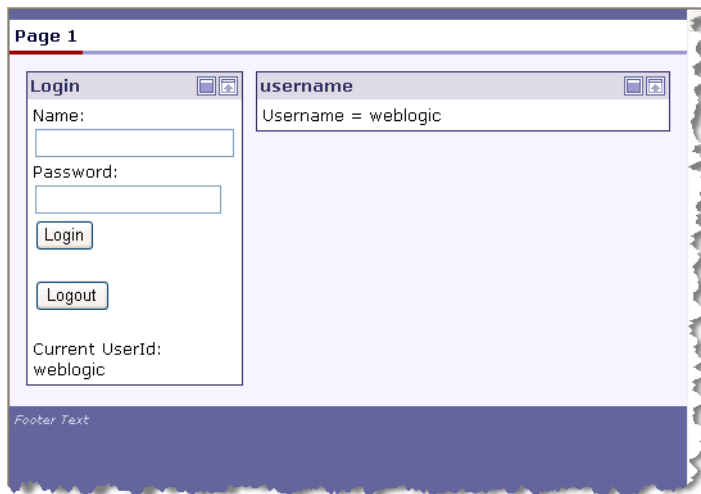 Page 1
Login
Name:
Password:
Login
Logout
Current UserId:
weblogic
username
Username = weblogic
Footer Text